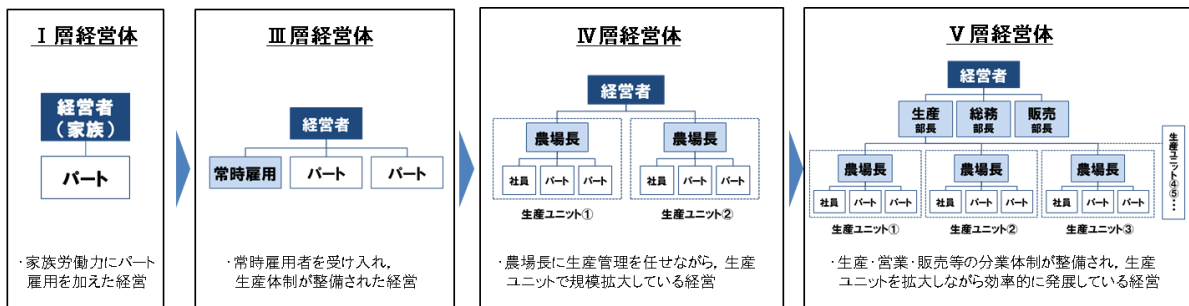 Ⅰ層経営体
経営者
（家族）
パート
・家族労働力にパート
雇用を加えた経営
Ⅲ層経営体
経営者
常時雇用
パート
パート
・常時雇用者を受け入れ，
生産体制が整備された経営
Ⅳ層経営体
経営者
農場長
農場長
社員
パート
パート
社員
パート
パート
生産ユニット①
生産ユニット②
・農場長に生産管理を任せながら，生産
ユニットで規模拡大している経営
Ⅴ層経営体
経営者
生産
部長
総務
部長
販売
部長
農場長
農場長
農場長
社員
パート
パート
社員
パート
パート
社員
パート
パート
生産ユニット①
生産ユニット②
生産ユニット③
生産ユニット④⑤・・・
・生産・営業・販売等の分業体制が整備され，生産
ユニットを拡大しながら効率的に発展している経営